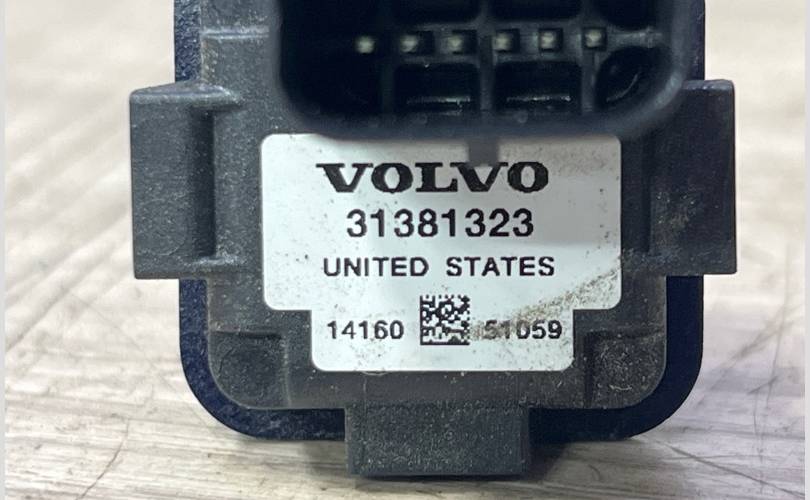 VOLVO
31381323
UNITED STATES
14160 51059